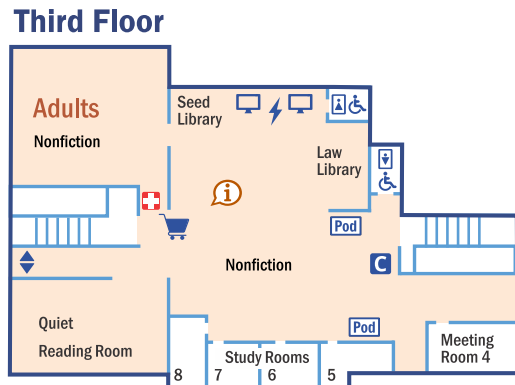 Third Floor
Adults
Nonfiction
Seed
Library
Law
Library
i
Pod
C
Nonfiction
Quiet
Reading Room
Pod
Meeting
Room 4
Study Rooms
8
7
6
5